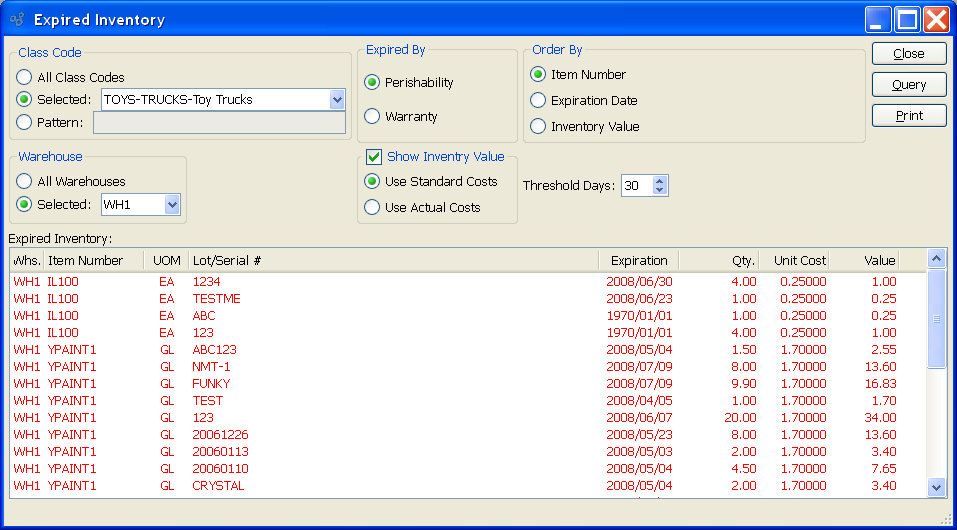 Expired Inventory
Class Code
All Class Codes
Selected: TOYS-TRUCKS-Toy Trucks
Pattern:
Expired By
Perishability
Warranty
Order By
Item Number
Expiration Date
Inventory Value
Close
Query
Print
Warehouse
All Warehouses
Selected: WH1
Show Inventry Value
Use Standard Costs
Use Actual Costs
Threshold Days: 30
Expired Inventory:
Whs. Item Number UOM Lot/Serial # Expiration Qty. Unit Cost Value
WH1 IL100 EA 1234 2008/06/30 4.00 0.25000 1.00
WH1 IL100 EA TESTME 2008/06/23 1.00 0.25000 0.25
WH1 IL100 EA ABC 1970/01/01 1.00 0.25000 0.25
WH1 IL100 EA 123 1970/01/01 4.00 0.25000 1.00
WH1 YPAINT1 GL ABC123 2008/05/04 1.50 1.70000 2.55
WH1 YPAINT1 GL NMT-1 2008/07/09 8.00 1.70000 13.60
WH1 YPAINT1 GL FUNKY 2008/07/09 9.90 1.70000 16.83
WH1 YPAINT1 GL TEST 2008/04/05 1.00 1.70000 1.70
WH1 YPAINT1 GL 123 2008/06/07 20.00 1.70000 34.00
WH1 YPAINT1 GL 20061226 2008/05/23 8.00 1.70000 13.60
WH1 YPAINT1 GL 20060113 2008/05/03 2.00 1.70000 3.40
WH1 YPAINT1 GL 20060110 2008/05/04 4.50 1.70000 7.65
WH1 YPAINT1 GL CRYSTAL 2008/05/04 2.00 1.70000 3.40